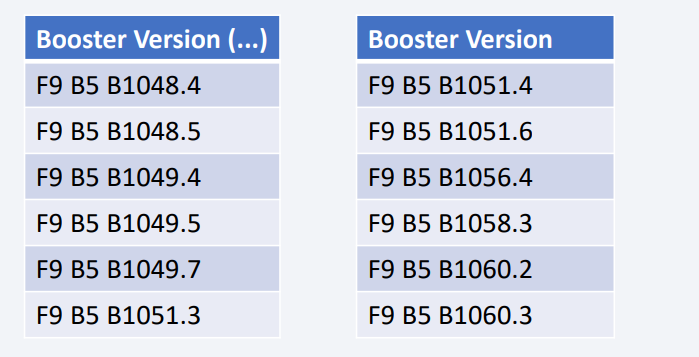 Booster Version (...)
F9 B5 B1048.4
F9 B5 B1048.5
F9 B5 B1049.4
F9 B5 B1049.5
F9 B5 B1049.7
F9 B5 B1051.3
Booster Version
F9 B5 B1051.4
F9 B5 B1051.6
F9 B5 B1056.4
F9 B5 B1058.3
F9 B5 B1060.2
F9 B5 B1060.3